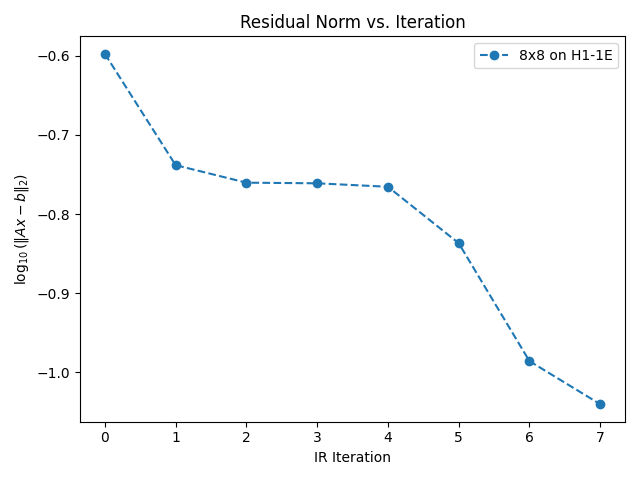 Residual Norm vs. Iteration
8x8 on H1-1E
−0.6
−0.7
−0.8
−0.9
−1.0
log₁₀(‖Ax − b‖₂)
0 1 2 3 4 5 6 7
IR Iteration